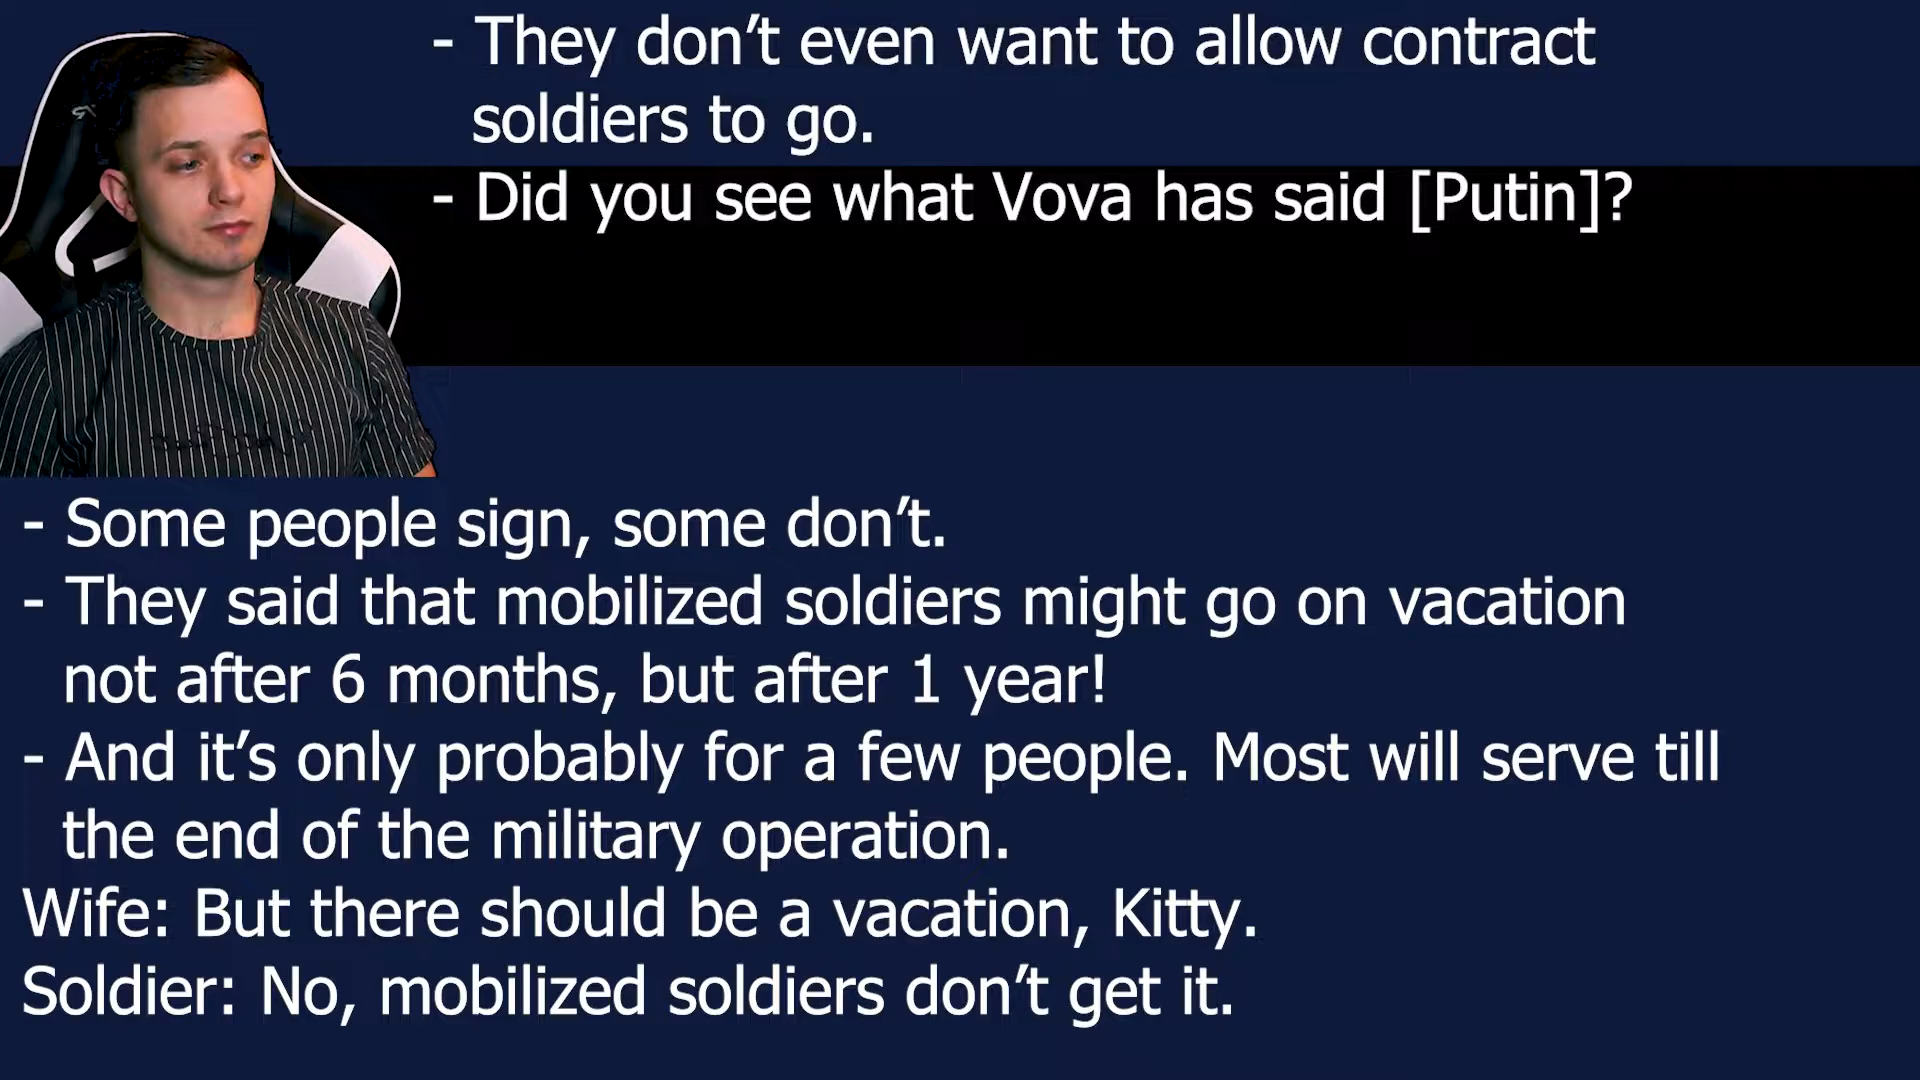 - They don’t even want to allow contract
soldiers to go.
- Did you see what Vova has said [Putin]?
- Some people sign, some don’t.
- They said that mobilized soldiers might go on vacation
not after 6 months, but after 1 year!
- And it’s only probably for a few people. Most will serve till
the end of the military operation.
Wife: But there should be a vacation, Kitty.
Soldier: No, mobilized soldiers don’t get it.